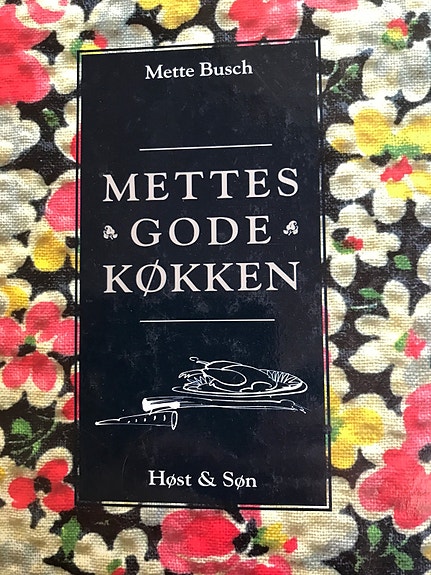 Mette Busch
METTES
GODE
KØKKEN
Høst & Søn